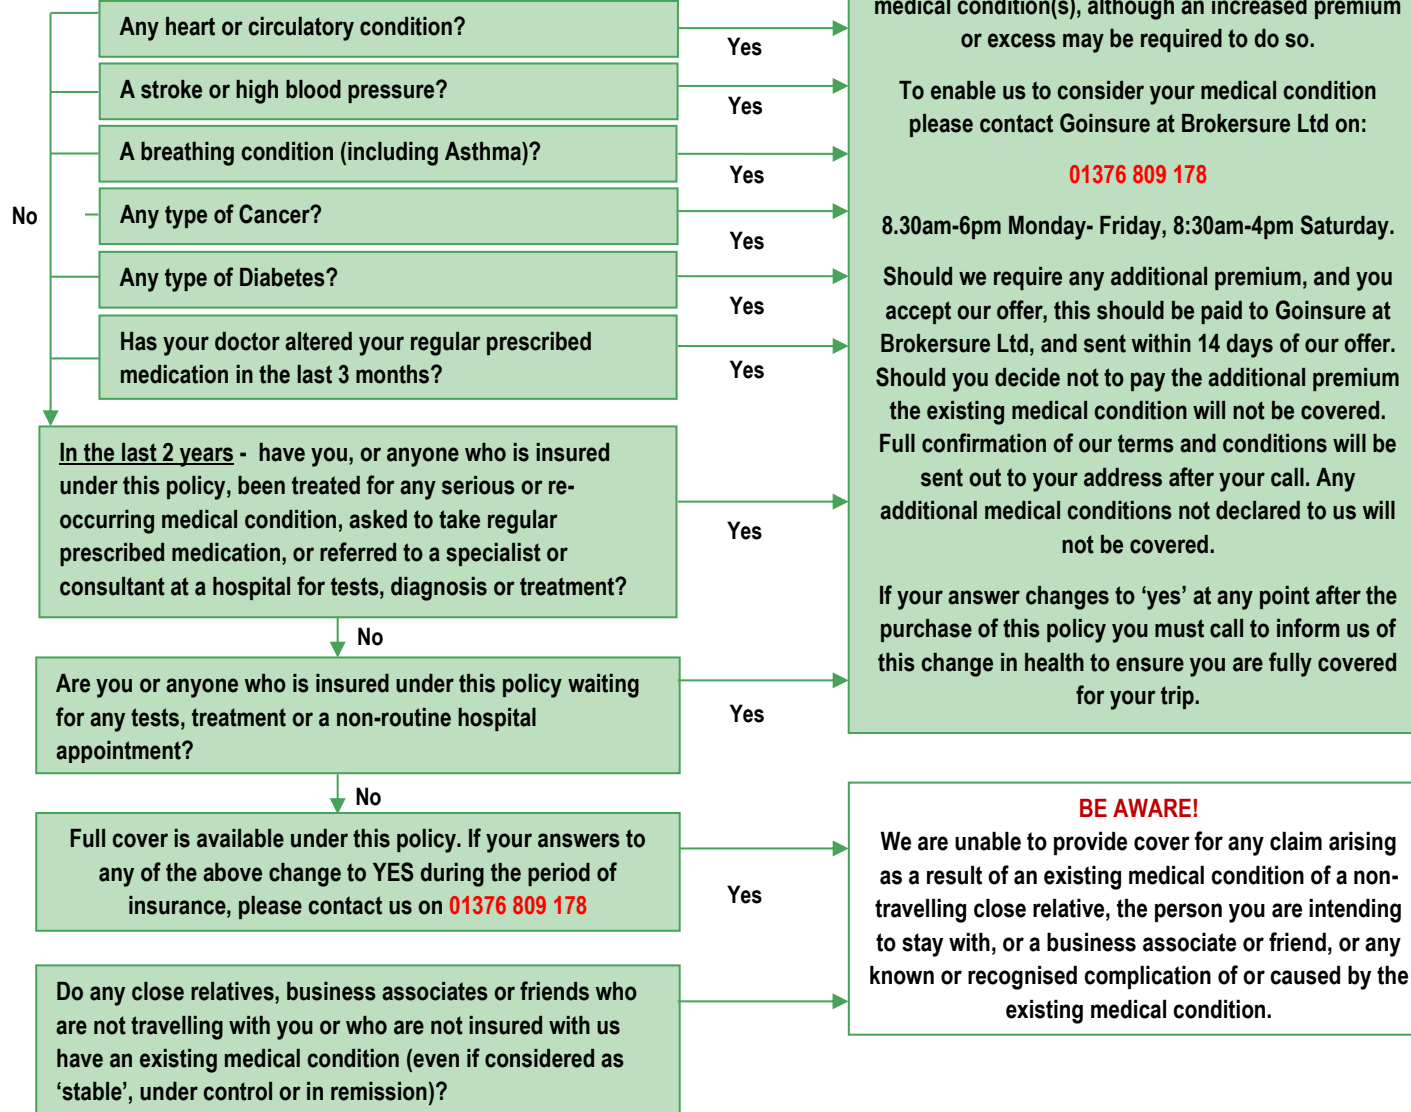 Any heart or circulatory condition?
Yes
A stroke or high blood pressure?
Yes
A breathing condition (including Asthma)?
Yes
No
Any type of Cancer?
Yes
Any type of Diabetes?
Yes
Has your doctor altered your regular prescribed
medication in the last 3 months?
Yes
In the last 2 years - have you, or anyone who is insured
under this policy, been treated for any serious or re-
occurring medical condition, asked to take regular
prescribed medication, or referred to a specialist or
consultant at a hospital for tests, diagnosis or treatment?
Yes
No
Are you or anyone who is insured under this policy waiting
for any tests, treatment or a non-routine hospital
appointment?
Yes
No
Full cover is available under this policy. If your answers to
any of the above change to YES during the period of
insurance, please contact us on 01376 809 178
Yes
Do any close relatives, business associates or friends who
are not travelling with you or who are not insured with us
have an existing medical condition (even if considered as
‘stable’, under control or in remission)?
medical condition(s), although an increased premium
or excess may be required to do so.
To enable us to consider your medical condition
please contact Goinsure at Brokersure Ltd on:
01376 809 178
8.30am-6pm Monday- Friday, 8:30am-4pm Saturday.
Should we require any additional premium, and you
accept our offer, this should be paid to Goinsure at
Brokersure Ltd, and sent within 14 days of our offer.
Should you decide not to pay the additional premium
the existing medical condition will not be covered.
Full confirmation of our terms and conditions will be
sent out to your address after your call. Any
additional medical conditions not declared to us will
not be covered.
If your answer changes to ‘yes’ at any point after the
purchase of this policy you must call to inform us of
this change in health to ensure you are fully covered
for your trip.
BE AWARE!
We are unable to provide cover for any claim arising
as a result of an existing medical condition of a non-
travelling close relative, the person you are intending
to stay with, or a business associate or friend, or any
known or recognised complication of or caused by the
existing medical condition.